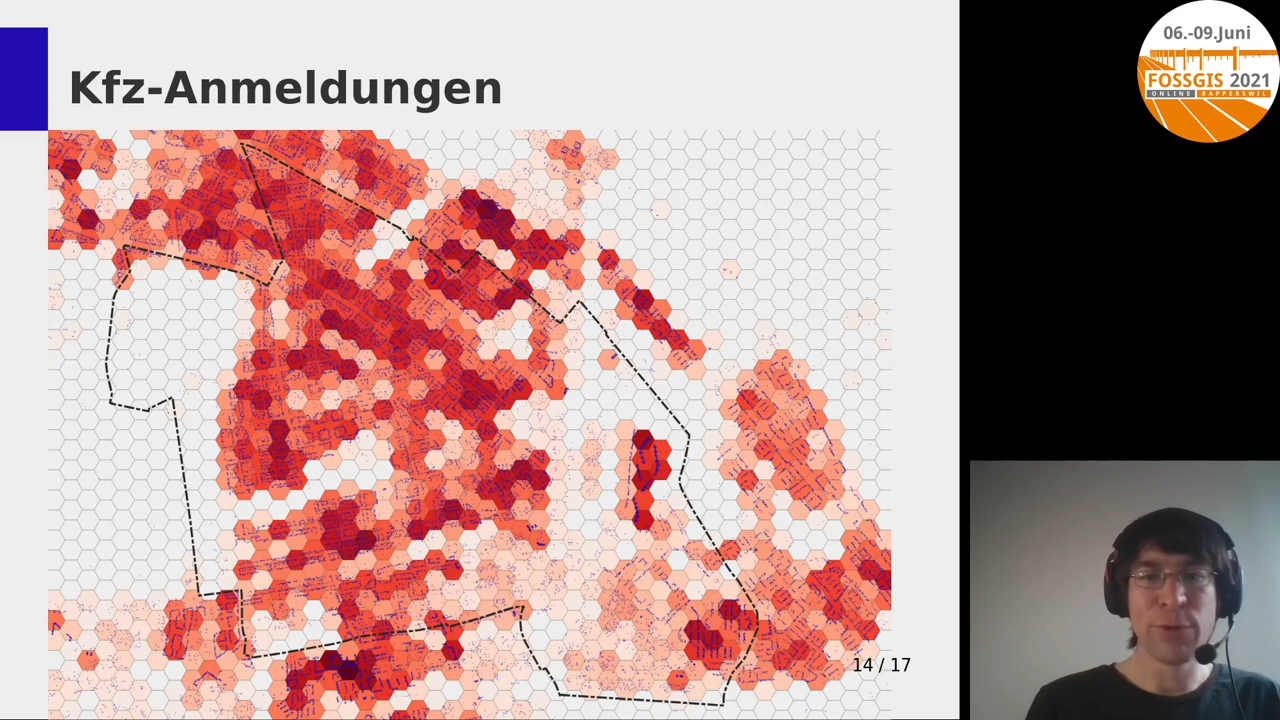 Kfz-Anmeldungen
14 / 17
06.-09.Juni
FOSSGIS 2021
ONLINE RAPPERSWIL